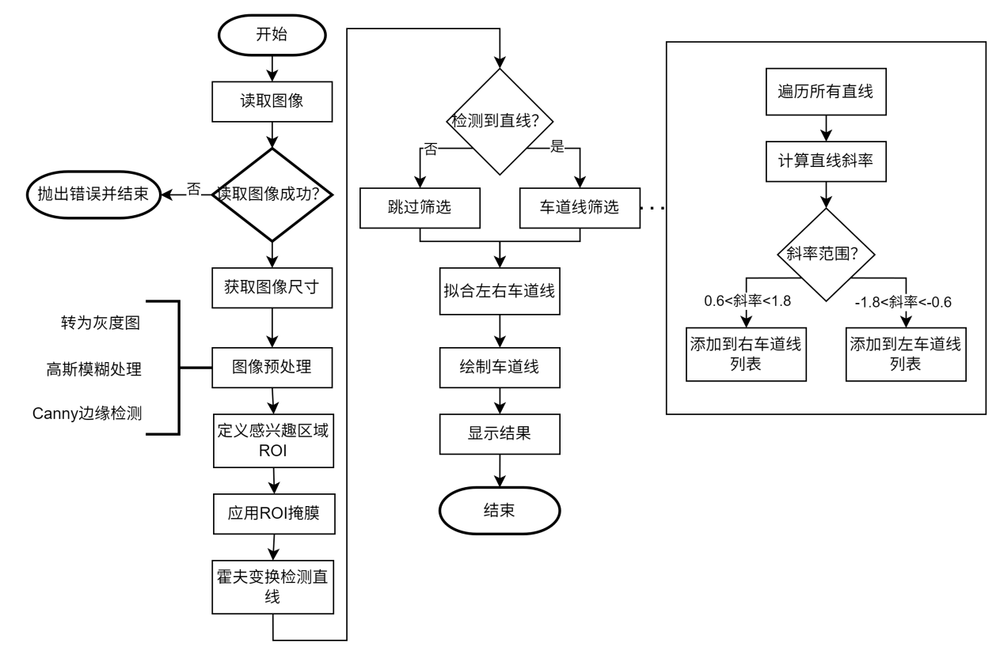 开始
读取图像
读取图像成功?
否
抛出错误并结束
获取图像尺寸
图像预处理
转为灰度图
高斯模糊处理
Canny边缘检测
定义感兴趣区域
ROI
应用ROI掩膜
霍夫变换检测直
线
检测到直线?
否
是
跳过筛选
车道线筛选
拟合左右车道线
绘制车道线
显示结果
结束
遍历所有直线
计算直线斜率
斜率范围?
0.6<斜率<1.8
-1.8<斜率<-0.6
添加到右车道线
列表
添加到左车道线
列表